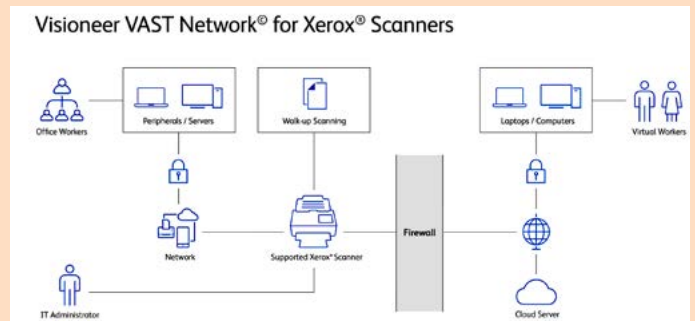 Visioneer VAST Network© for Xerox® Scanners
Office Workers
Peripherals / Servers
Walk-up Scanning
Laptops / Computers
Virtual Workers
Network
Supported Xerox® Scanner
Firewall
IT Administrator
Cloud Server